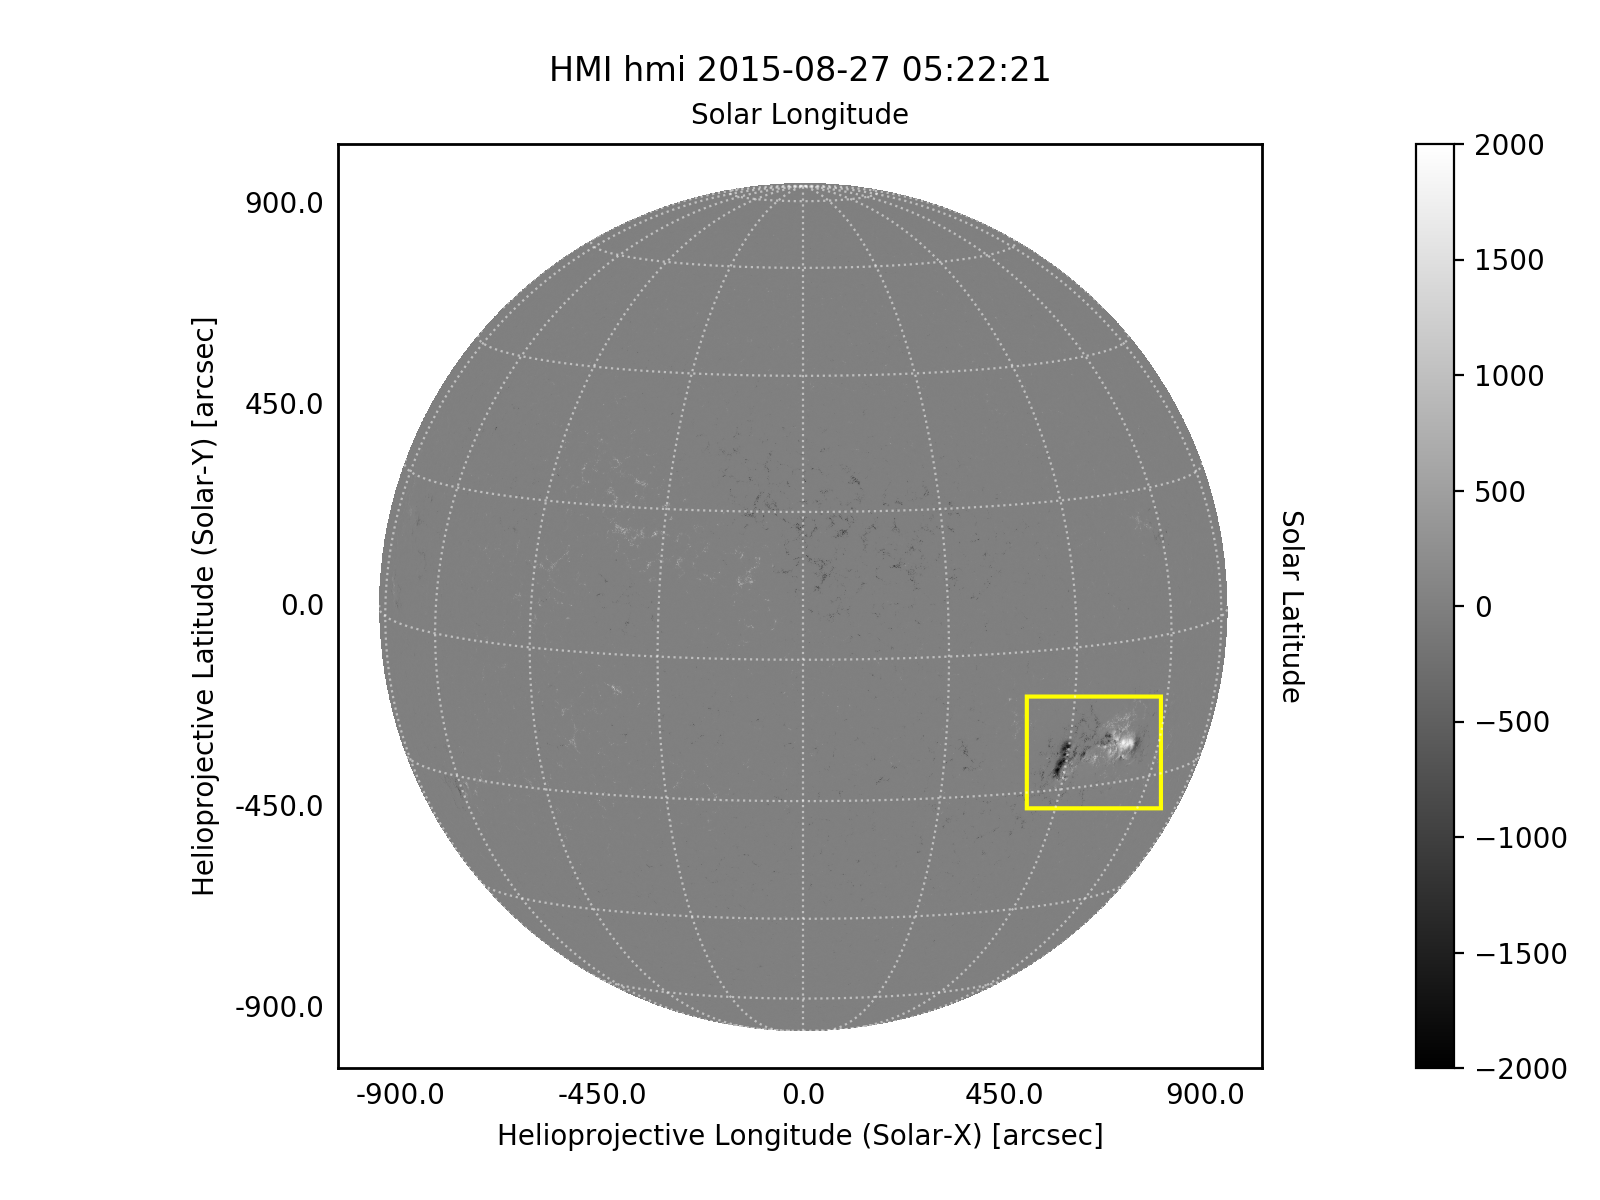 HMI hmi 2015-08-27 05:22:21
Solar Longitude
900.0
450.0
0.0
-450.0
-900.0
Helioprojective Latitude (Solar-Y) [arcsec]
Solar Latitude
-900.0 -450.0 0.0 450.0 900.0
Helioprojective Longitude (Solar-X) [arcsec]
2000
1500
1000
500
0
−500
−1000
−1500
−2000